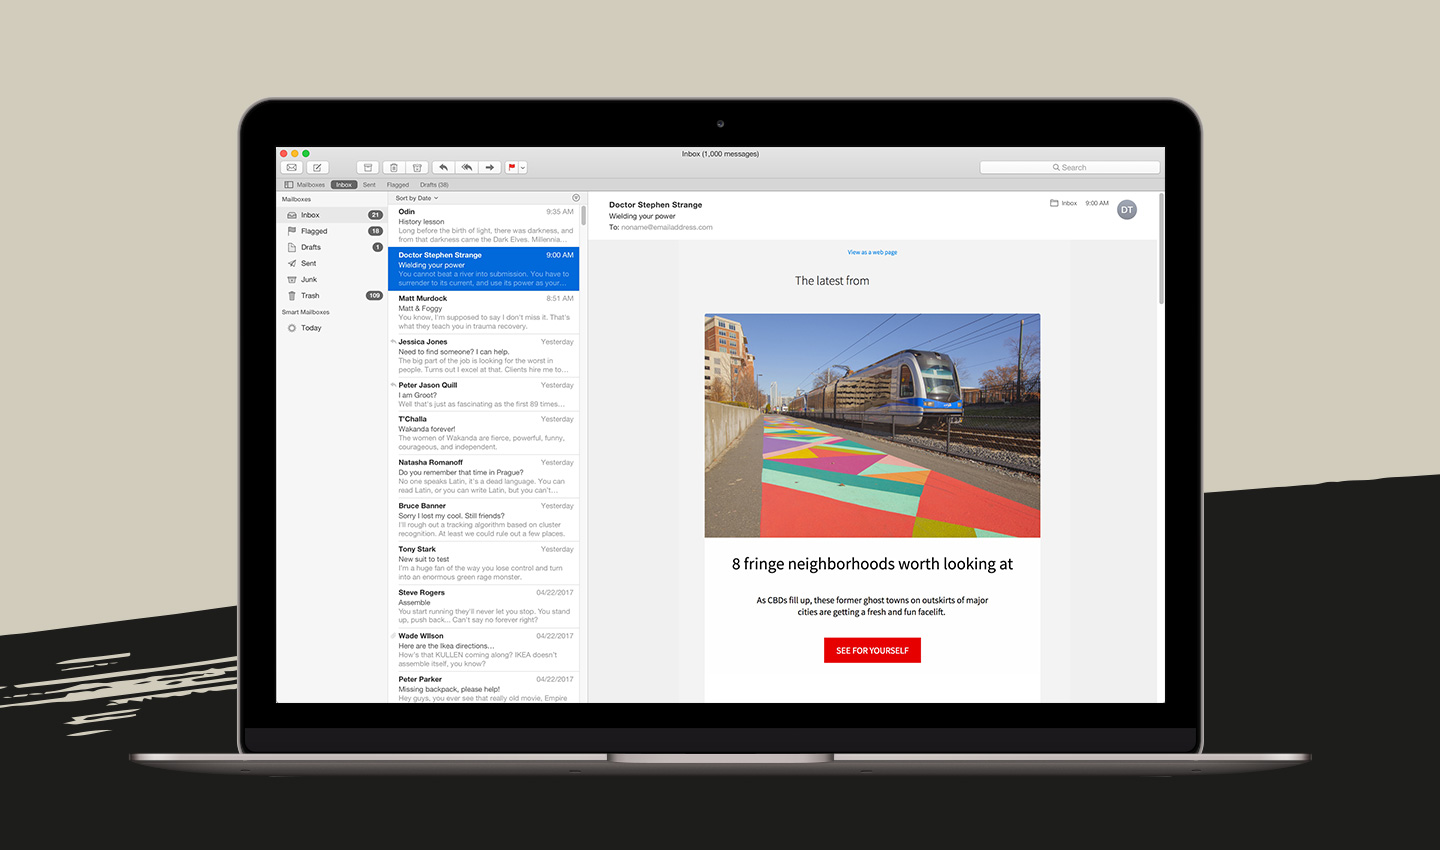 Inbox (1,000 messages)
Search
Mailboxes Inbox Sent Flagged Drafts (38)
Mailboxes
Inbox 21
Flagged 18
Drafts 1
Sent
Junk
Trash 109
Smart Mailboxes
Today
Sort by Date
Odin 9:35 AM
History lesson
Long before the birth of light, there was darkness, and
from that darkness came the Dark Elves. Millennia...
Doctor Stephen Strange 9:00 AM
Wielding your power
You cannot beat a river into submission. You have to
surrender to its current, and use its power as your...
Matt Murdock 8:51 AM
Matt & Foggy
You know, I'm supposed to say I don't miss it. That's
what they teach you in trauma recovery.
Jessica Jones Yesterday
Need to find someone? I can help.
The big part of the job is looking for the worst in
people. Turns out I excel at that. Clients hire me to...
Peter Jason Quill Yesterday
I am Groot?
Well that's just as fascinating as the first 89 times...
T'Challa Yesterday
Wakanda forever!
The women of Wakanda are fierce, powerful, funny,
courageous, and independent.
Natasha Romanoff Yesterday
Do you remember that time in Prague?
No one speaks Latin, it's a dead language. You can
read Latin, or you can write Latin, but you can't...
Bruce Banner Yesterday
Sorry I lost my cool. Still friends?
I'll rough out a tracking algorithm based on cluster
recognition. At least we could rule out a few places.
Tony Stark Yesterday
New suit to test
I'm a huge fan of the way you lose control and turn
into an enormous green rage monster.
Steve Rogers 04/22/2017
Assemble
You start running they'll never let you stop. You stand
up, push back... Can't say no forever right?
Wade WIlson 04/22/2017
Here are the Ikea directions...
How's that KULLEN coming along? IKEA doesn't
assemble itself, you know?
Peter Parker 04/22/2017
Missing backpack, please help!
Hey guys, you ever see that really old movie, Empire
Doctor Stephen Strange
Wielding your power
To: noname@emailaddress.com
Inbox 9:00 AM
DT
View as a web page
The latest from
8 fringe neighborhoods worth looking at
As CBDs fill up, these former ghost towns on outskirts of major
cities are getting a fresh and fun facelift.
SEE FOR YOURSELF